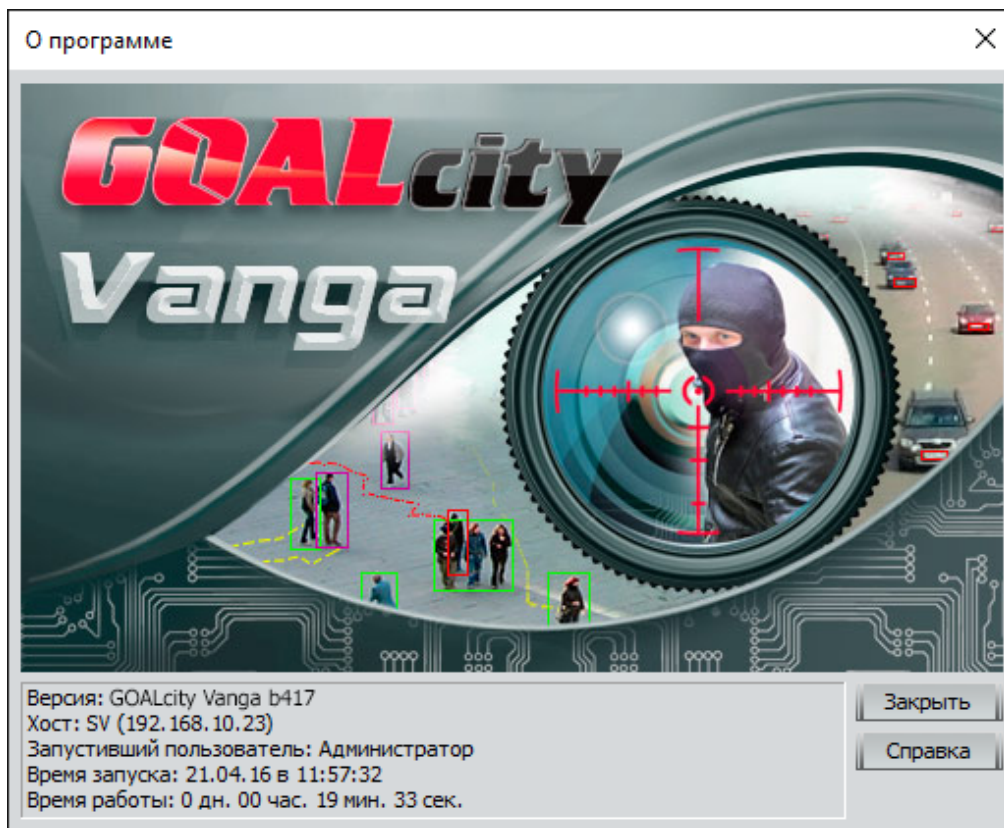 О программе
GOALcity
Vanga
Версия: GOALcity Vanga b417
Хост: SV (192.168.10.23)
Запустивший пользователь: Администратор
Время запуска: 21.04.16 в 11:57:32
Время работы: 0 дн. 00 час. 19 мин. 33 сек.
Закрыть
Справка